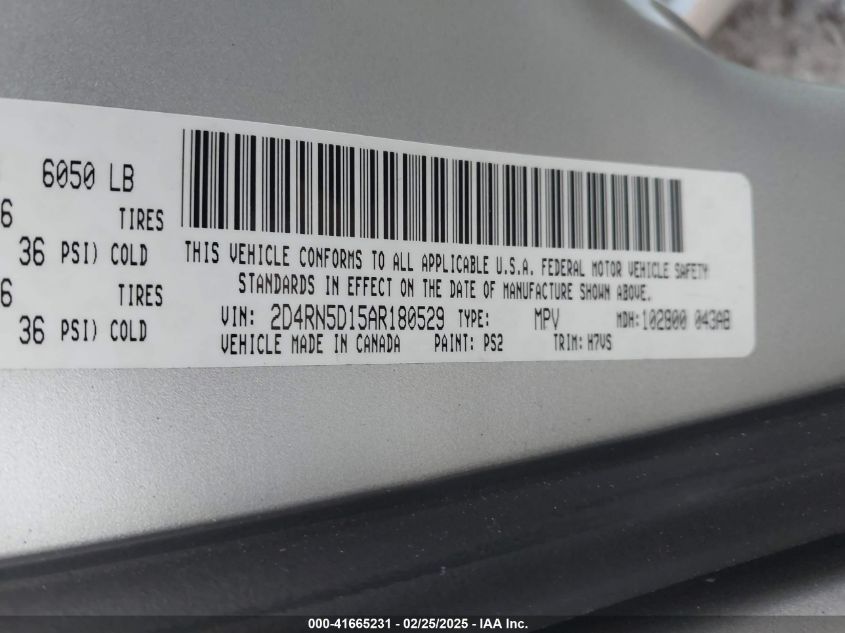 6050 LB
6 TIRES
36 PSI) COLD
6 TIRES
36 PSI) COLD
THIS VEHICLE CONFORMS TO ALL APPLICABLE U.S.A. FEDERAL MOTOR VEHICLE SAFETY
STANDARDS IN EFFECT ON THE DATE OF MANUFACTURE SHOWN ABOVE.
VIN: 2D4RN5D15AR180529 TYPE: MPV MDH:102800 043AB
VEHICLE MADE IN CANADA PAINT: PS2 TRIM: H7VS
000-41665231 - 02/25/2025 - IAA Inc.